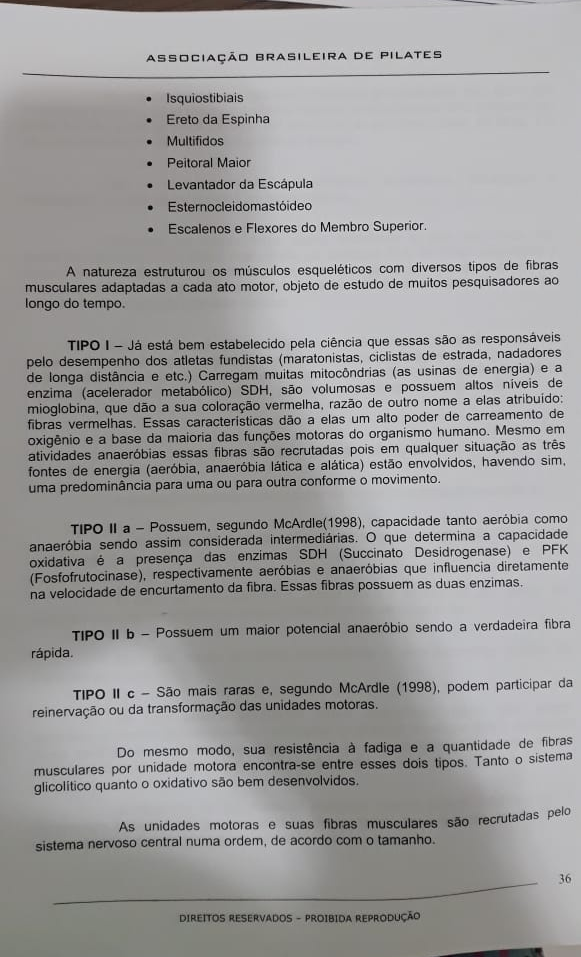 ASSOCIAÇÃO BRASILEIRA DE PILATES
• Isquiostibiais
• Ereto da Espinha
• Multifidos
• Peitoral Maior
• Levantador da Escápula
• Esternocleidomastóideo
• Escalenos e Flexores do Membro Superior.
A natureza estruturou os músculos esqueléticos com diversos tipos de fibras
musculares adaptadas a cada ato motor, objeto de estudo de muitos pesquisadores ao
longo do tempo.
TIPO I – Já está bem estabelecido pela ciência que essas são as responsáveis
pelo desempenho dos atletas fundistas (maratonistas, ciclistas de estrada, nadadores
de longa distância e etc.) Carregam muitas mitocôndrias (as usinas de energia) e a
enzima (acelerador metabólico) SDH, são volumosas e possuem altos níveis de
mioglobina, que dão a sua coloração vermelha, razão de outro nome a elas atribuído:
fibras vermelhas. Essas características dão a elas um alto poder de carreamento de
oxigênio e a base da maioria das funções motoras do organismo humano. Mesmo em
atividades anaeróbias essas fibras são recrutadas pois em qualquer situação as três
fontes de energia (aeróbia, anaeróbia lática e alática) estão envolvidos, havendo sim,
uma predominância para uma ou para outra conforme o movimento.
TIPO II a – Possuem, segundo McArdle(1998), capacidade tanto aeróbia como
anaeróbia sendo assim considerada intermediárias. O que determina a capacidade
oxidativa é a presença das enzimas SDH (Succinato Desidrogenase) e PFK
(Fosfofrutocinase), respectivamente aeróbias e anaeróbias que influencia diretamente
na velocidade de encurtamento da fibra. Essas fibras possuem as duas enzimas.
TIPO II b – Possuem um maior potencial anaeróbio sendo a verdadeira fibra
rápida.
TIPO II c – São mais raras e, segundo McArdle (1998), podem participar da
reinervação ou da transformação das unidades motoras.
Do mesmo modo, sua resistência à fadiga e a quantidade de fibras
musculares por unidade motora encontra-se entre esses dois tipos. Tanto o sistema
glicolítico quanto o oxidativo são bem desenvolvidos.
As unidades motoras e suas fibras musculares são recrutadas pelo
sistema nervoso central numa ordem, de acordo com o tamanho.
36
DIREITOS RESERVADOS – PROIBIDA REPRODUÇÃO